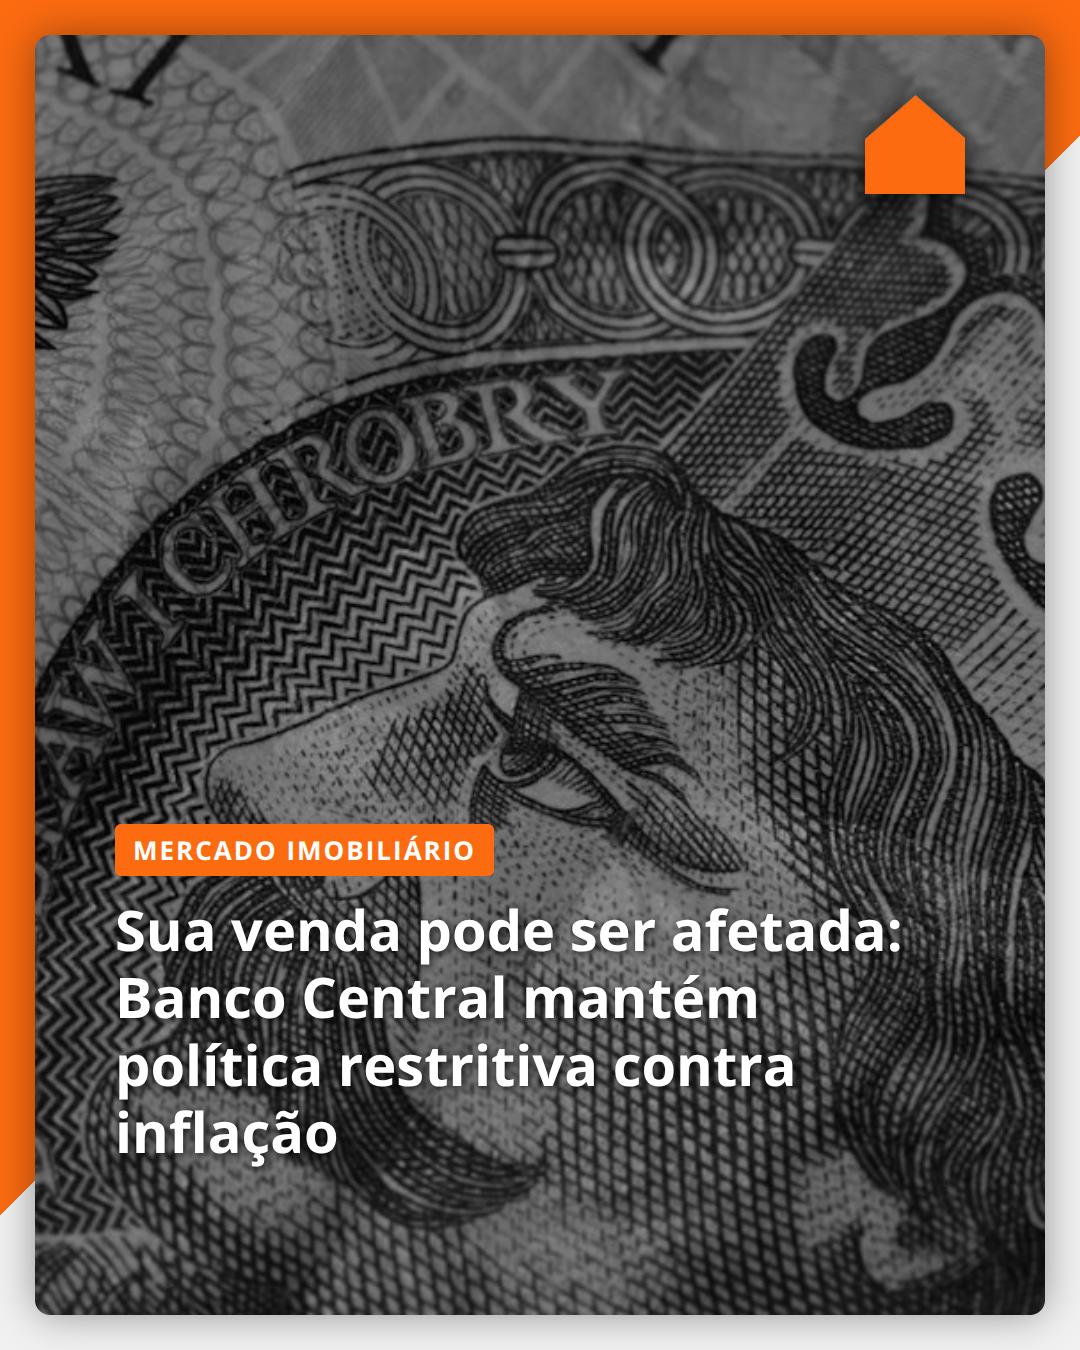 W I CHROBRY
MERCADO IMOBILIÁRIO
Sua venda pode ser afetada:
Banco Central mantém
política restritiva contra
inflação